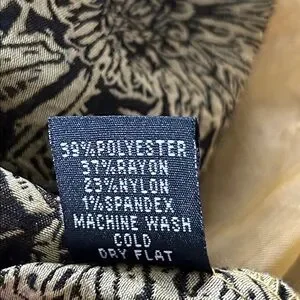 39%POLYESTER
37%RAYON
23%NYLON
1%SPANDEX
MACHINE WASH
COLD
DRY FLAT